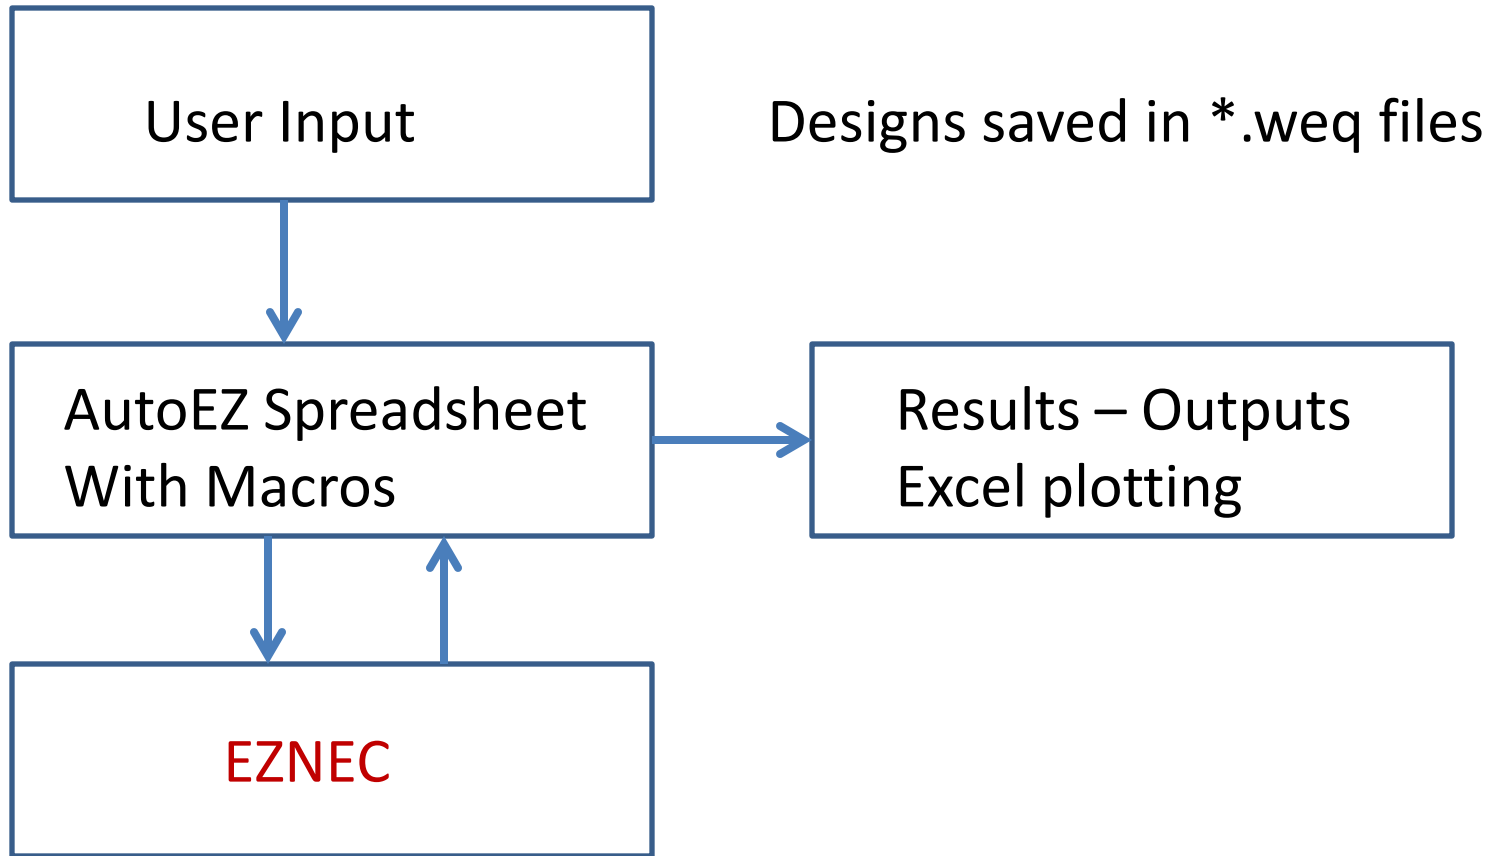 User Input
Designs saved in *.weq files
AutoEZ Spreadsheet
With Macros
Results – Outputs
Excel plotting
EZNEC